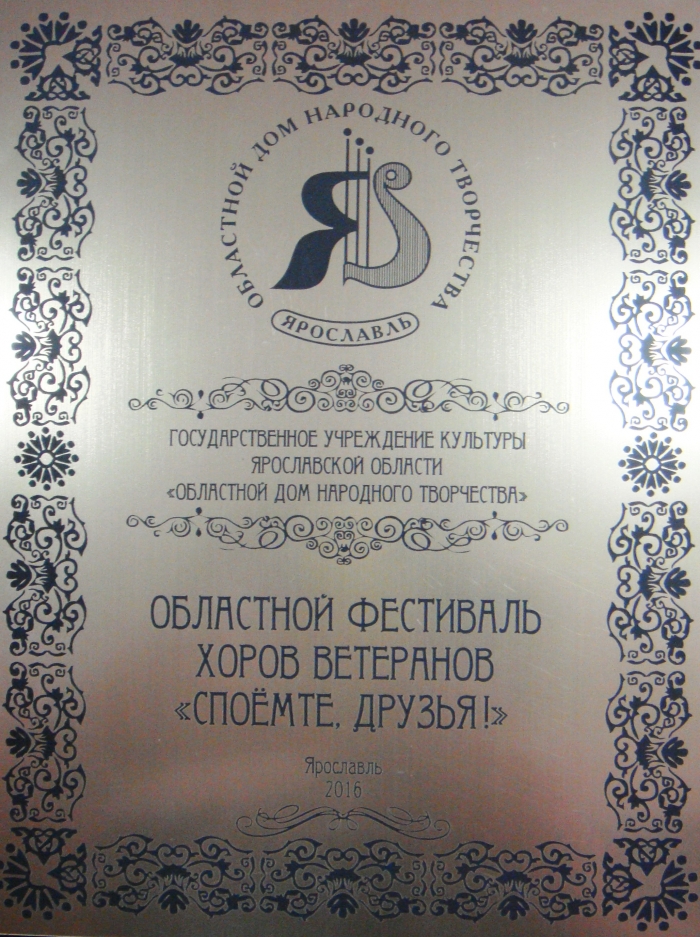 ОБЛАСТНОЙ ДОМ НАРОДНОГО ТВОРЧЕСТВА
ЯРОСЛАВЛЬ
ГОСУДАРСТВЕННОЕ УЧРЕЖДЕНИЕ КУЛЬТУРЫ
ЯРОСЛАВСКОЙ ОБЛАСТИ
«ОБЛАСТНОЙ ДОМ НАРОДНОГО ТВОРЧЕСТВА»
ОБЛАСТНОЙ ФЕСТИВАЛЬ
ХОРОВ ВЕТЕРАНОВ
«СПОЁМТЕ, ДРУЗЬЯ!»
Ярославль
2016